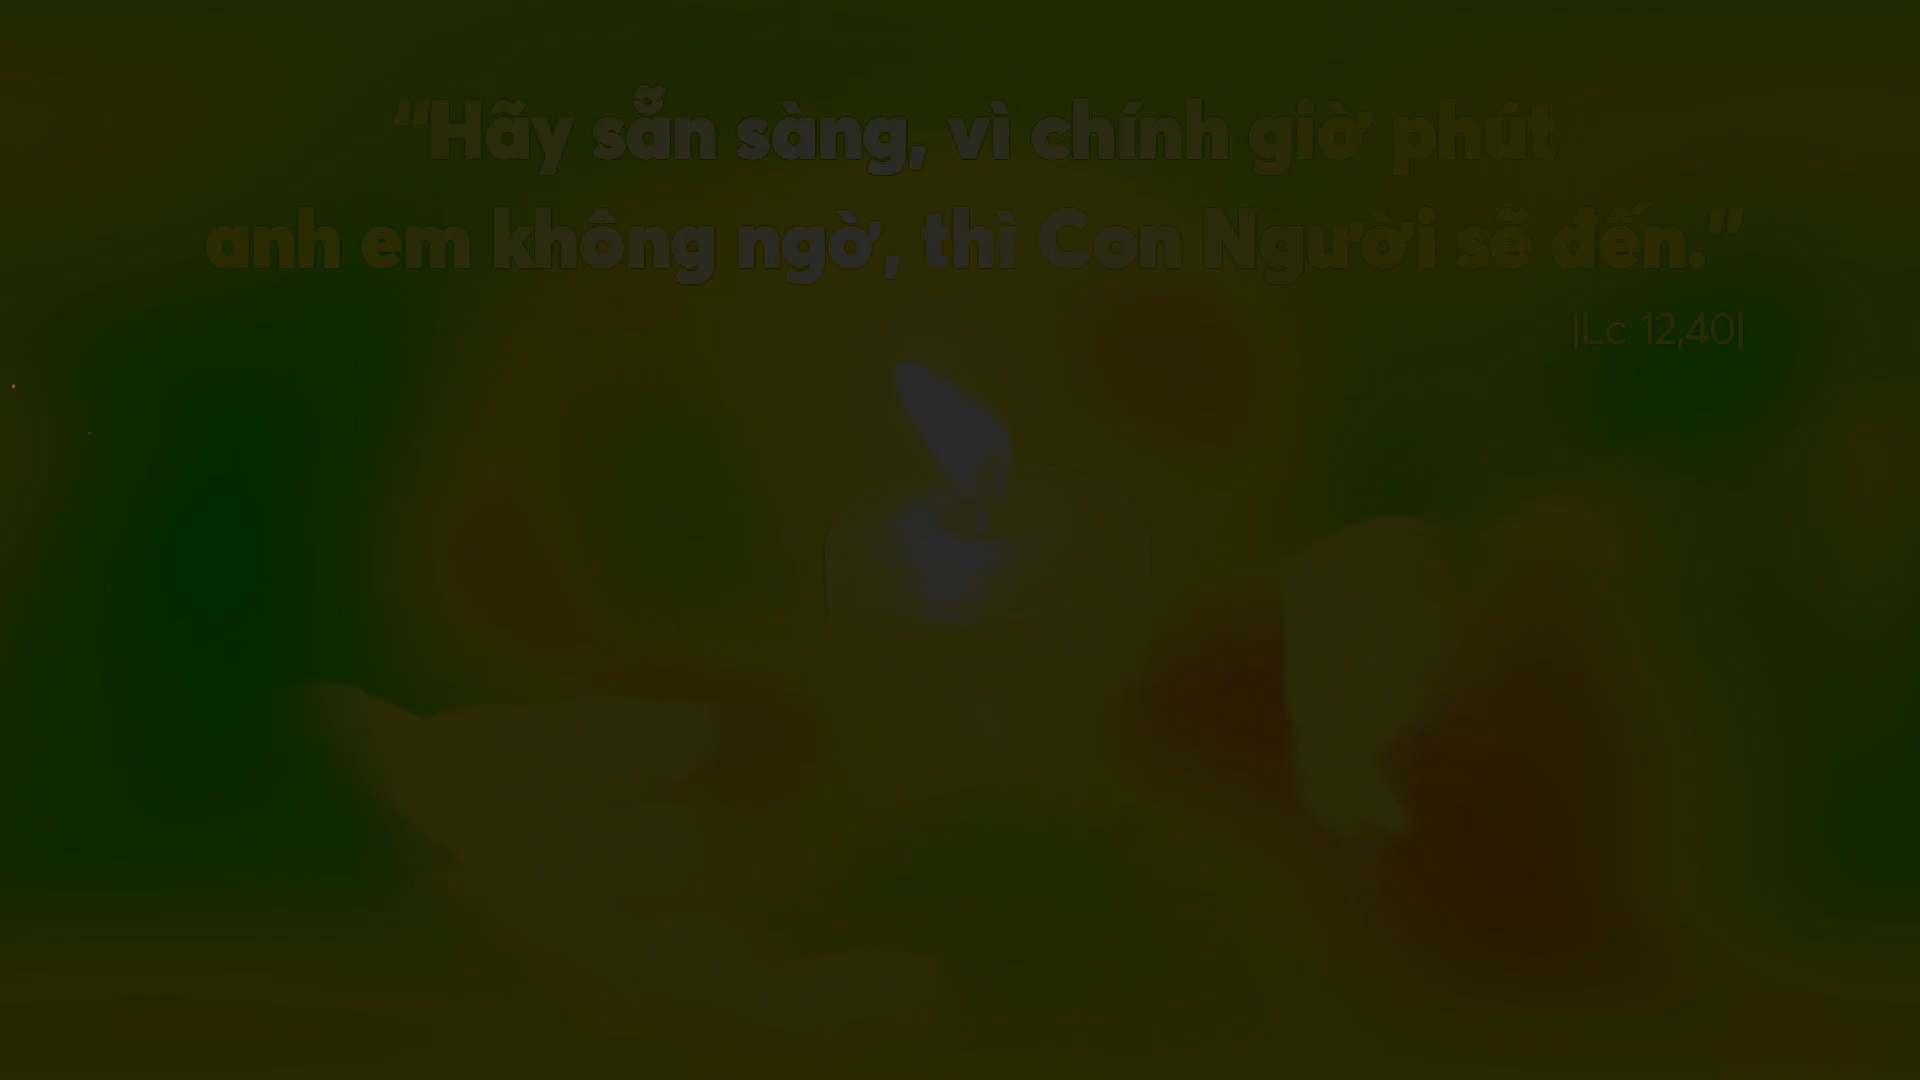 “Hãy sẵn sàng, vì chính giờ phút
anh em không ngờ, thì Con Người sẽ đến.”
|Lc 12,40|